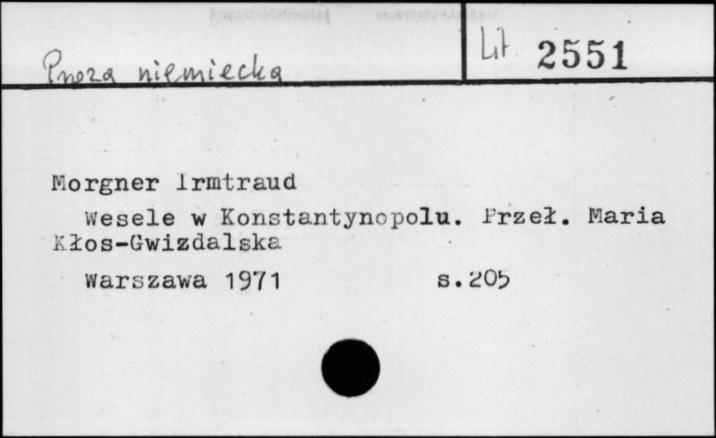 Proza niemiecka
Lit. 2551
Morgner Irmtraud
Wesele w Konstantynopolu. Przeł. Maria
Kłos-Gwizdalska
Warszawa 1971 s.205